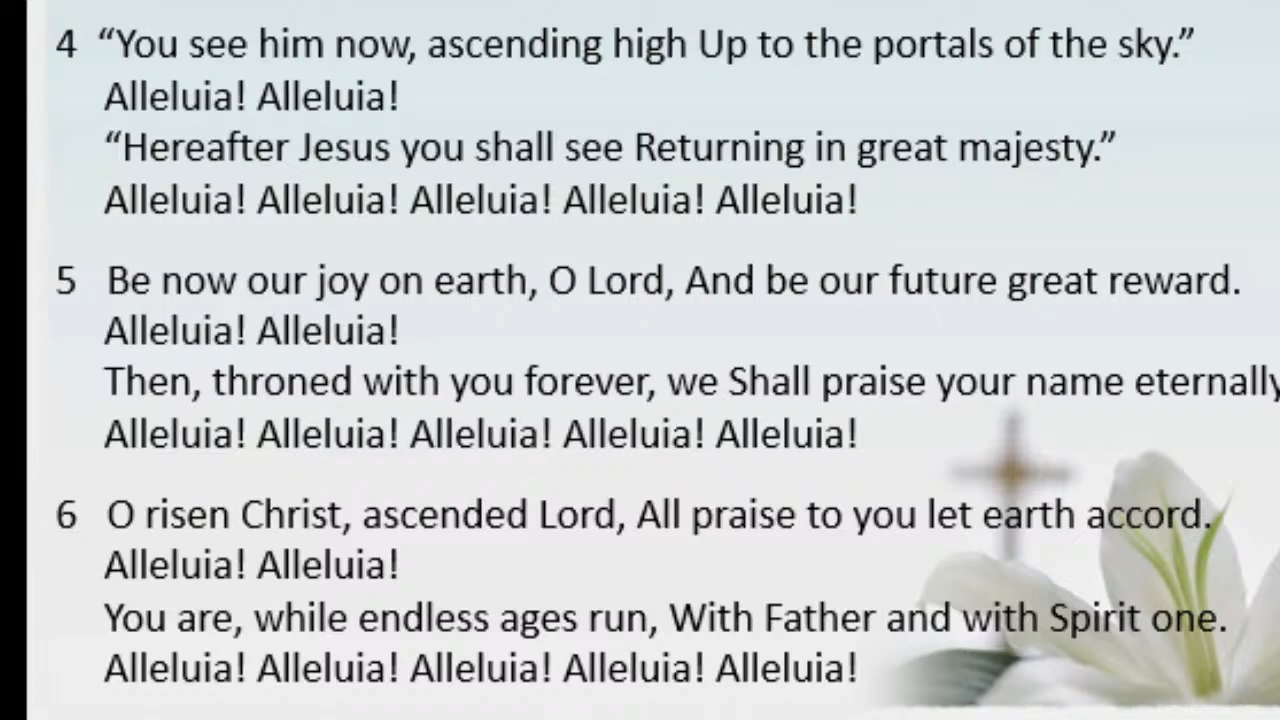 4 “You see him now, ascending high Up to the portals of the sky.”
Alleluia! Alleluia!
“Hereafter Jesus you shall see Returning in great majesty.”
Alleluia! Alleluia! Alleluia! Alleluia! Alleluia!
5 Be now our joy on earth, O Lord, And be our future great reward.
Alleluia! Alleluia!
Then, throned with you forever, we Shall praise your name eternally
Alleluia! Alleluia! Alleluia! Alleluia! Alleluia!
6 O risen Christ, ascended Lord, All praise to you let earth accord.
Alleluia! Alleluia!
You are, while endless ages run, With Father and with Spirit one.
Alleluia! Alleluia! Alleluia! Alleluia! Alleluia!